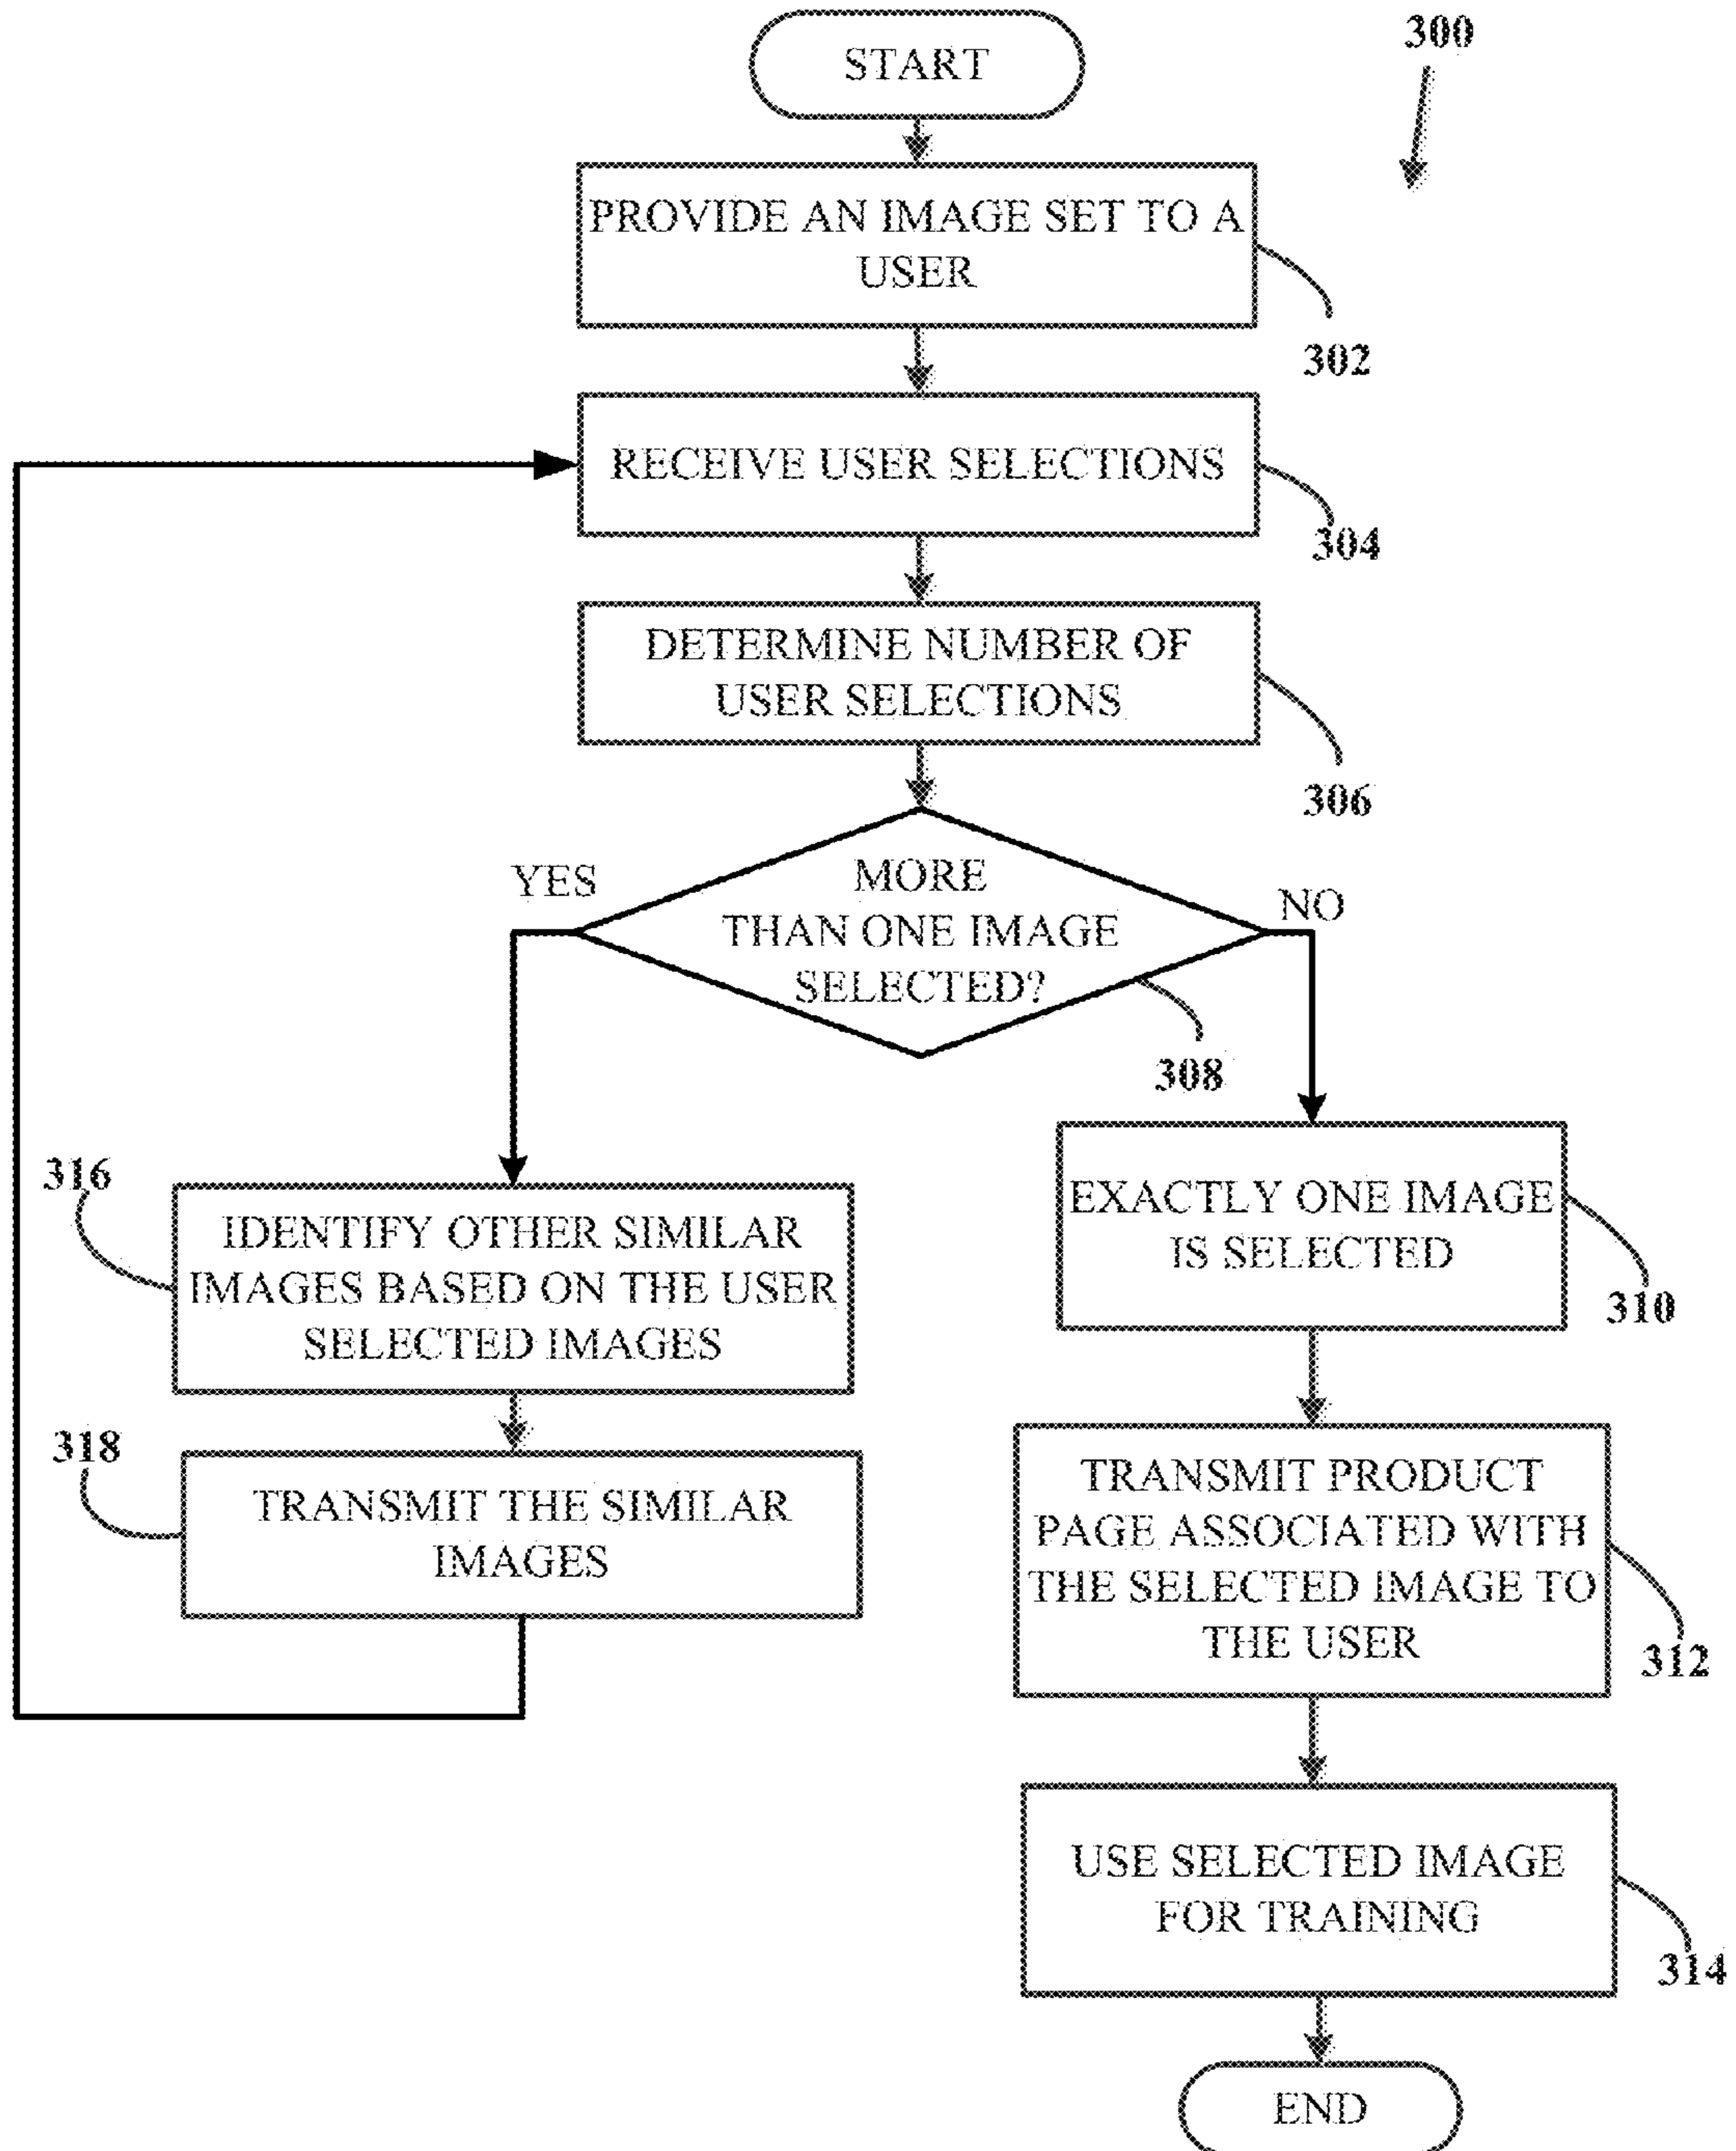 START
300
PROVIDE AN IMAGE SET TO A
USER
302
RECEIVE USER SELECTIONS
304
DETERMINE NUMBER OF
USER SELECTIONS
306
YES
MORE
THAN ONE IMAGE
SELECTED?
NO
308
316
IDENTIFY OTHER SIMILAR
IMAGES BASED ON THE USER
SELECTED IMAGES
EXACTLY ONE IMAGE
IS SELECTED
310
318
TRANSMIT THE SIMILAR
IMAGES
TRANSMIT PRODUCT
PAGE ASSOCIATED WITH
THE SELECTED IMAGE TO
THE USER
312
USE SELECTED IMAGE
FOR TRAINING
314
END